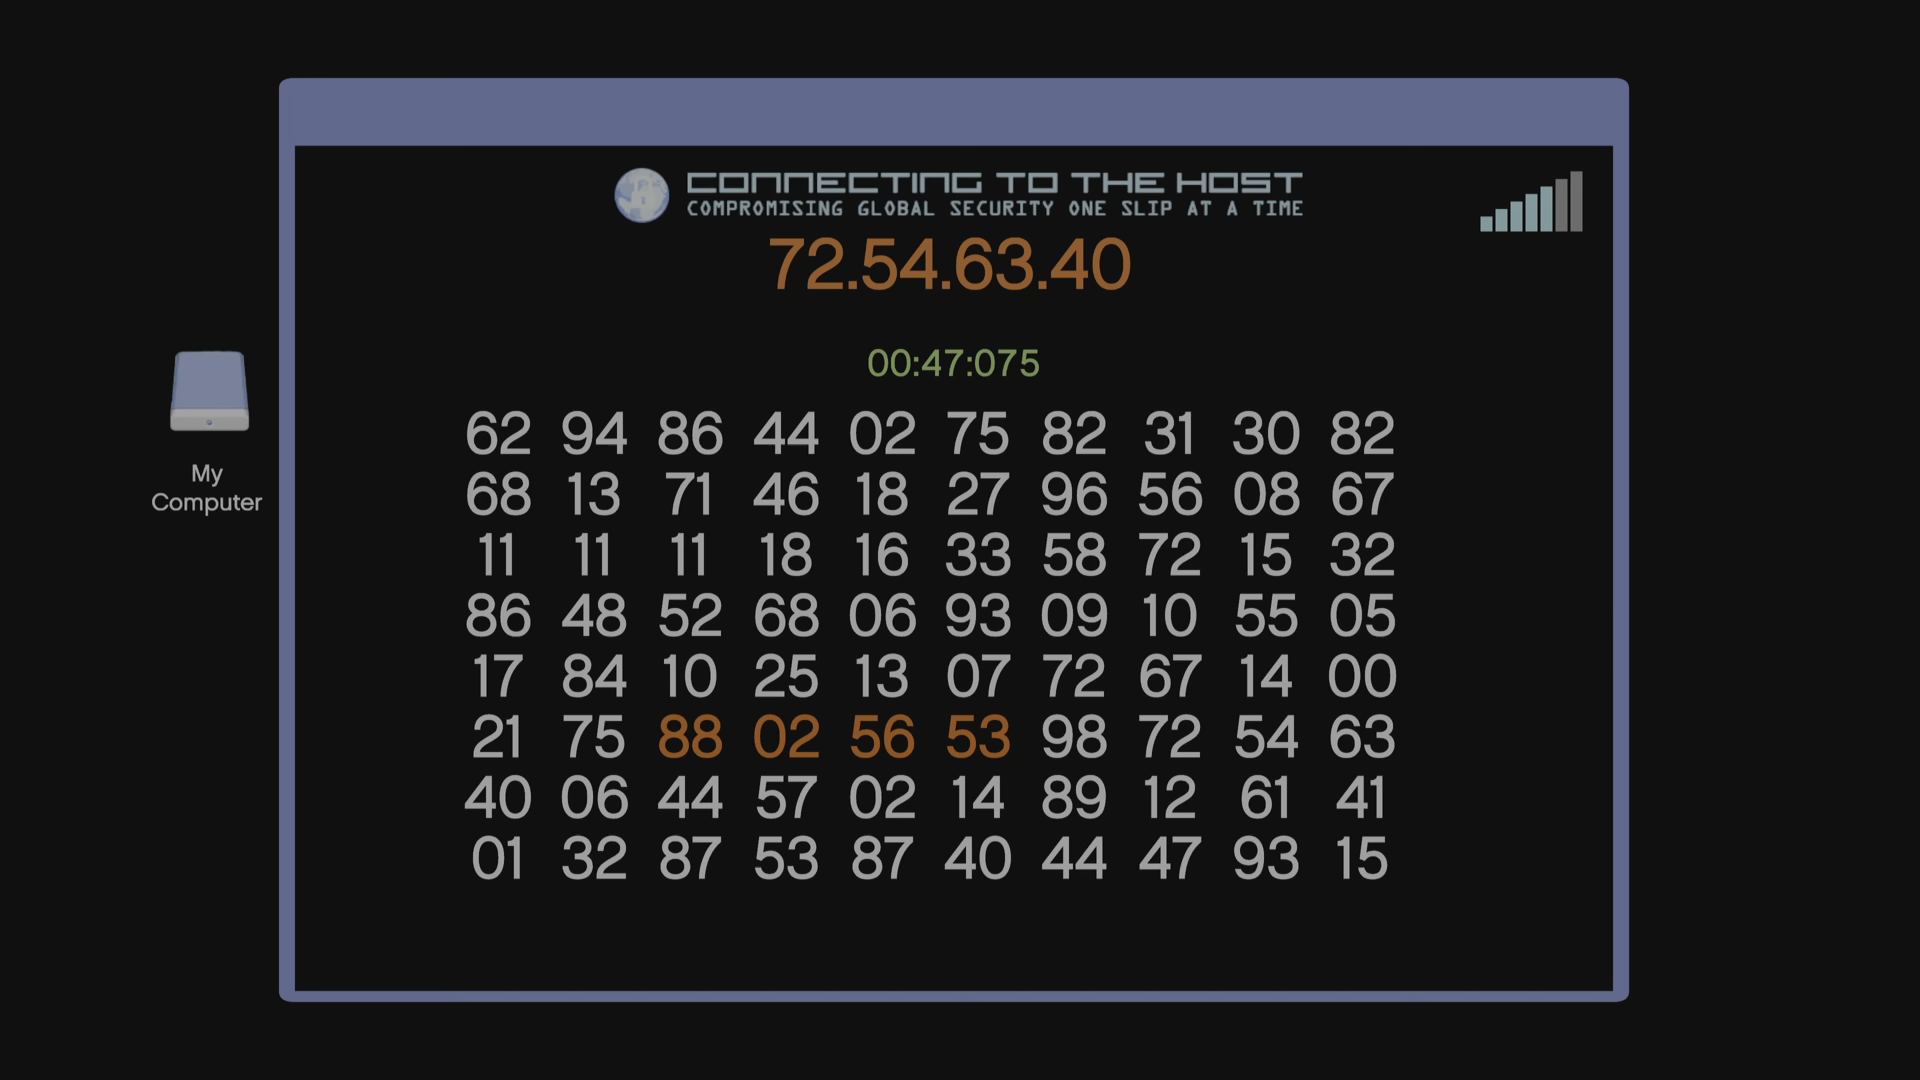 CONNECTING TO THE HOST
COMPROMISING GLOBAL SECURITY ONE SLIP AT A TIME
72.54.63.40
00:47:075
62 94 86 44 02 75 82 31 30 82
68 13 71 46 18 27 96 56 08 67
11 11 11 18 16 33 58 72 15 32
86 48 52 68 06 93 09 10 55 05
17 84 10 25 13 07 72 67 14 00
21 75 88 02 56 53 98 72 54 63
40 06 44 57 02 14 89 12 61 41
01 32 87 53 87 40 44 47 93 15
My
Computer